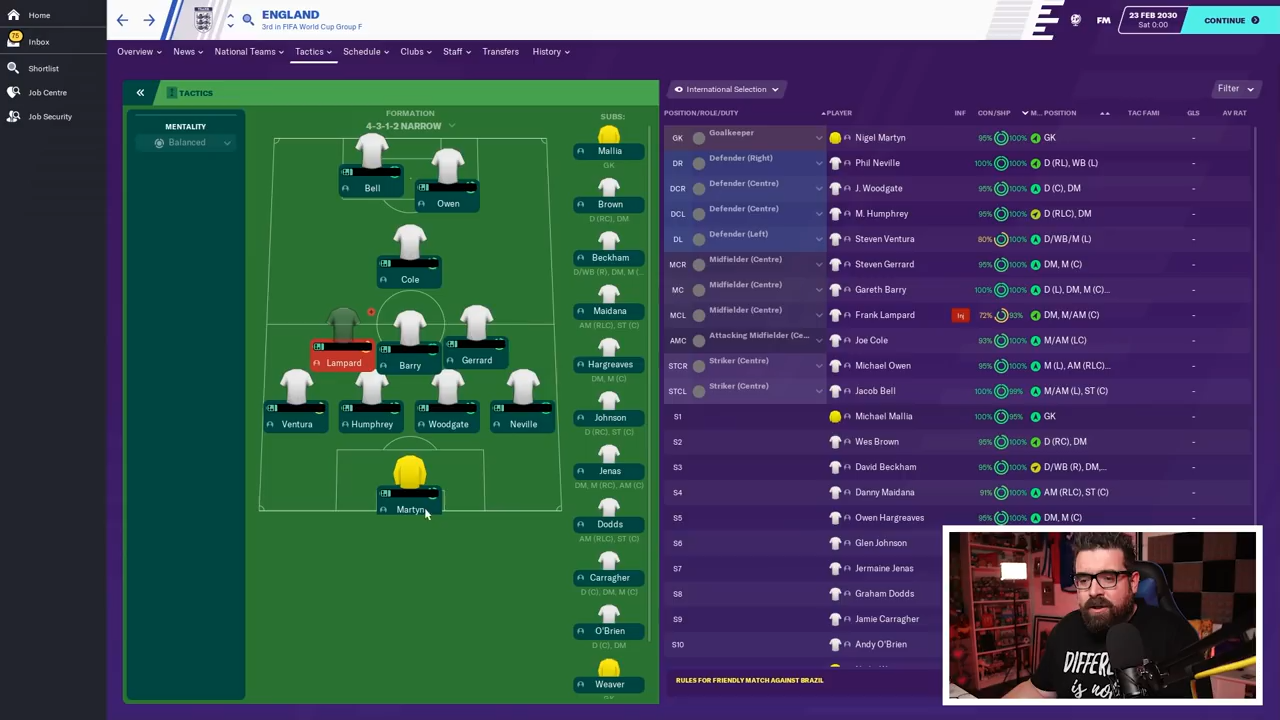 Home
75
Inbox
Shortlist
Job Centre
Job Security
ENGLAND
3rd in FIFA World Cup Group F
FM
23 FEB 2030
Sat 0:00
CONTINUE
Overview
News
National Teams
Tactics
Schedule
Clubs
Staff
Transfers
History
TACTICS
MENTALITY
Balanced
FORMATION
4-3-1-2 NARROW
Bell
Owen
Cole
Lampard
Barry
Gerrard
Ventura
Humphrey
Woodgate
Neville
Martyn
SUBS:
Mallia
GK
Brown
D (RC), DM
Beckham
D/WB (R), DM, M (...
Maidana
AM (RLC), ST (C)
Hargreaves
DM, M (C)
Johnson
D (RC), ST (C)
Jenas
DM, M (RC), AM (C)
Dodds
AM (RLC), ST (C)
Carragher
D (C), DM, M (C)
O'Brien
D (C), DM
Weaver
International Selection
Filter
POSITION/ROLE/DUTY PLAYER INF CON/SHP M... POSITION TAC FAMI GLS AV RAT
GK Goalkeeper Nigel Martyn 95% 100% GK -
DR Defender (Right) Phil Neville 100% 100% D (RL), WB (L) -
DCR Defender (Centre) J. Woodgate 95% 100% D (C), DM -
DCL Defender (Centre) M. Humphrey 95% 100% D (RLC), DM -
DL Defender (Left) Steven Ventura 80% 100% D/WB/M (L) -
MCR Midfielder (Centre) Steven Gerrard 95% 100% DM, M (C) -
MC Midfielder (Centre) Gareth Barry 100% 100% D (L), DM, M (C)... -
MCL Midfielder (Centre) Frank Lampard Inj 72% 93% DM, M/AM (C) -
AMC Attacking Midfielder (Ce... Joe Cole 93% 100% M/AM (LC) -
STCR Striker (Centre) Michael Owen 95% 100% M (L), AM (RLC)... -
STCL Striker (Centre) Jacob Bell 100% 99% M/AM (L), ST (C) -
S1 Michael Mallia 100% 95% GK -
S2 Wes Brown 95% 100% D (RC), DM -
S3 David Beckham 95% 100% D/WB (R), DM,... -
S4 Danny Maidana 91% 100% AM (RLC), ST (C) -
S5 Owen Hargreaves 95% 100% DM, M (C) -
S6 Glen Johnson
S7 Jermaine Jenas
S8 Graham Dodds
S9 Jamie Carragher
S10 Andy O'Brien
RULES FOR FRIENDLY MATCH AGAINST BRAZIL
DIFFERENT
is not